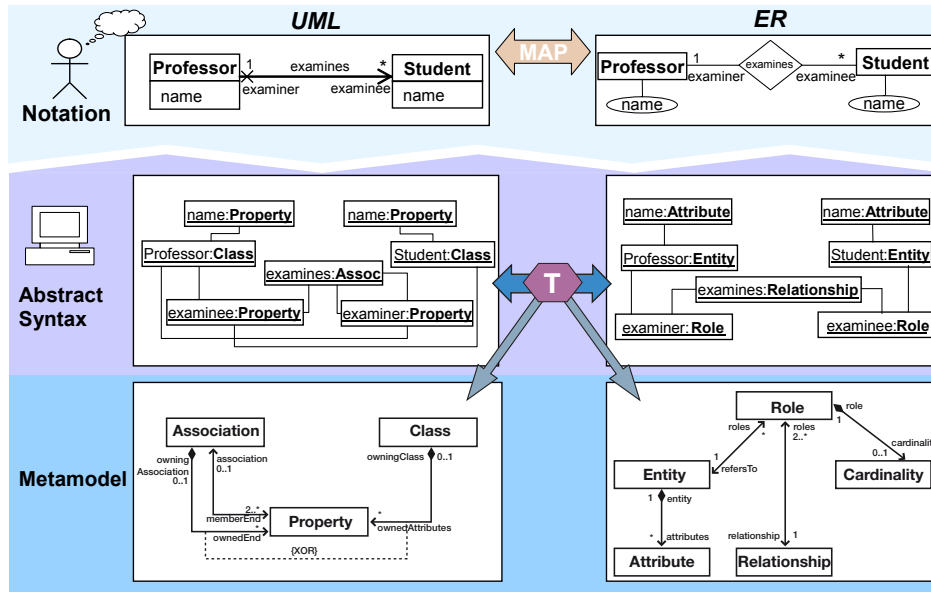 UML
ER
Notation
Professor
name
1
examines
*
examiner
examinee
Student
name
MAP
Professor
name
1
examiner
examines
*
examinee
Student
name
Abstract
Syntax
name:Property
name:Property
Professor:Class
Student:Class
examines:Assoc
examinee:Property
examiner:Property
T
name:Attribute
name:Attribute
Professor:Entity
Student:Entity
examines:Relationship
examiner:Role
examinee:Role
Metamodel
Association
Class
owning
Association
0..1
association
0..1
owningClass
0..1
2..*
memberEnd
*
ownedEnd
Property
*
ownedAttributes
{XOR}
Role
roles
*
roles
2..*
role
1
1
refersTo
cardinality
0..1
Entity
Cardinality
1
entity
*
attributes
relationship
1
Attribute
Relationship